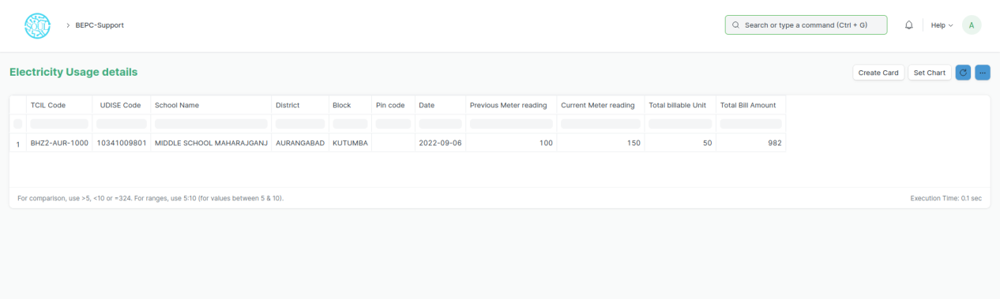 SOUL
> BEPC-Support
Search or type a command (Ctrl + G)
Help
A
Electricity Usage details
Create Card
Set Chart
...
TCIL Code UDISE Code School Name District Block Pin code Date Previous Meter reading Current Meter reading Total billable Unit Total Bill Amount
1 BHZ2-AUR-1000 10341009801 MIDDLE SCHOOL MAHARAJGANJ AURANGABAD KUTUMBA 2022-09-06 100 150 50 982
For comparison, use >5, <10 or =324. For ranges, use 5:10 (for values between 5 & 10).
Execution Time: 0.1 sec